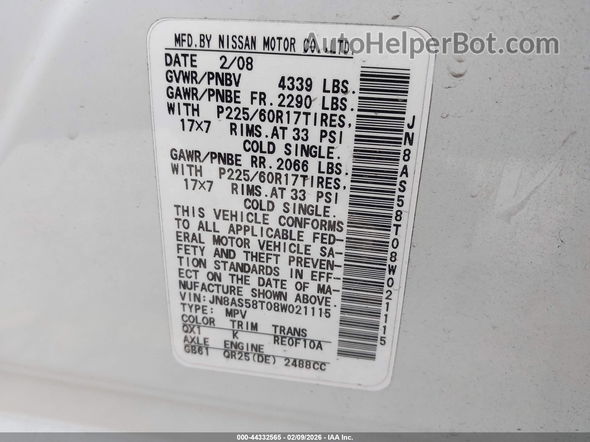 AutoHelperBot.com
MFD.BY NISSAN MOTOR CO.,LTD.
DATE 2/08
GVWR/PNBV 4339 LBS.
GAWR/PNBE FR. 2290 LBS.
WITH P225/60R17TIRES,
17×7 RIMS.AT 33 PSI
COLD SINGLE.
GAWR/PNBE RR. 2066 LBS.
WITH P225/60R17TIRES,
17×7 RIMS.AT 33 PSI
COLD SINGLE.
THIS VEHICLE CONFORMS
TO ALL APPLICABLE FED-
ERAL MOTOR VEHICLE SA-
FETY AND THEFT PREVEN-
TION STANDARDS IN EFF-
ECT ON THE DATE OF MA-
NUFACTURE SHOWN ABOVE.
VIN:JN8AS58T08W021115
TYPE: MPV
COLOR TRIM TRANS
QX1 K RE0F10A
AXLE ENGINE
GB61 QR25(DE) 2488CC
JN8AS58T08W021115
000-44332565 - 02/09/2026 - IAA Inc.